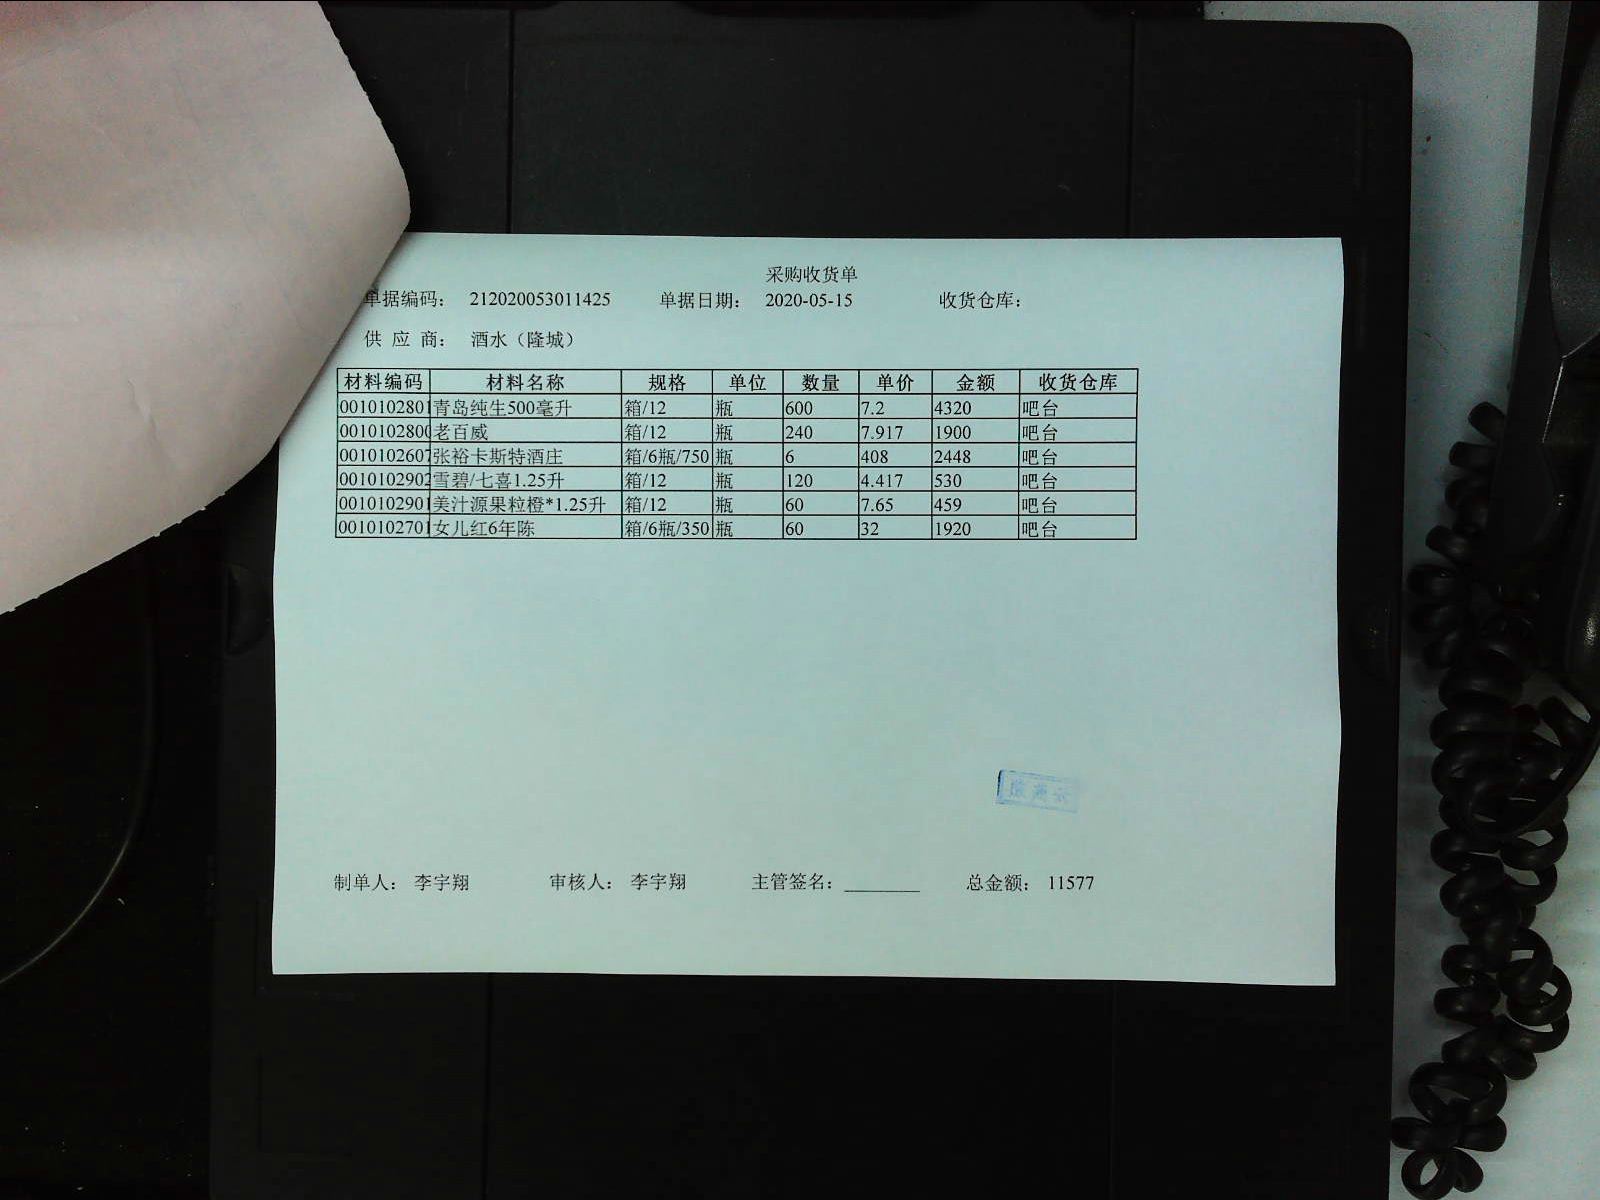 采购收货单
单据编码： 212020053011425 单据日期： 2020-05-15 收货仓库：
供 应 商： 酒水（隆城）
材料编码 材料名称 规格 单位 数量 单价 金额 收货仓库
0010102801 青岛纯生500毫升 箱/12 瓶 600 7.2 4320 吧台
0010102800 老百威 箱/12 瓶 240 7.917 1900 吧台
0010102607 张裕卡斯特酒庄 箱/6瓶/750 瓶 6 408 2448 吧台
0010102902 雪碧/七喜1.25升 箱/12 瓶 120 4.417 530 吧台
0010102901 美汁源果粒橙*1.25升 箱/12 瓶 60 7.65 459 吧台
0010102701 女儿红6年陈 箱/6瓶/350 瓶 60 32 1920 吧台
制单人： 李宇翔 审核人： 李宇翔 主管签名：________ 总金额： 11577